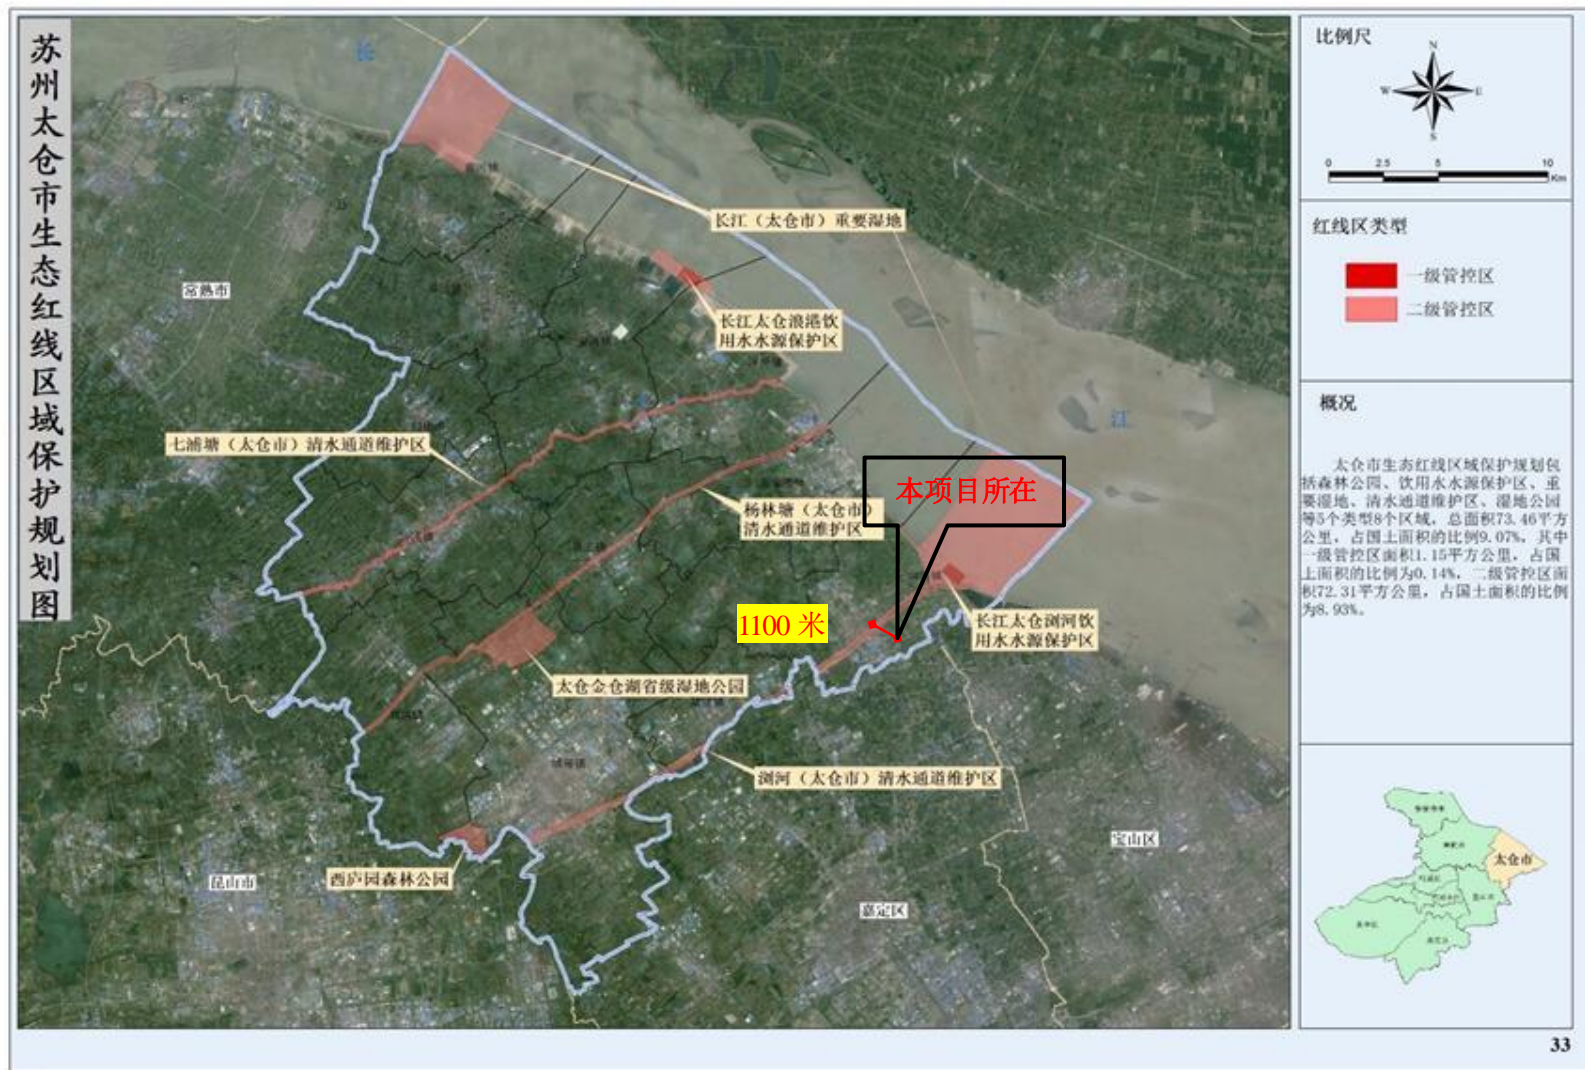 苏州太仓市生态红线区域保护规划图
长
江
长江（太仓市）重要湿地
常熟市
长江太仓浪港饮
用水水源保护区
七浦塘（太仓市）清水通道维护区
杨林塘（太仓市）
清水通道维护区
本项目所在
1100 米
长江太仓浏河饮
用水水源保护区
太仓金仓湖省级湿地公园
浏河（太仓市）清水通道维护区
西庐园森林公园
昆山市
嘉定区
宝山区
比例尺
N
W
E
S
0 2.5 5 10
Km
红线区类型
一级管控区
二级管控区
概况
太仓市生态红线区域保护规划包
括森林公园、饮用水水源保护区、重
要湿地、清水通道维护区、湿地公园
等5个类型8个区域，总面积73.46平方
公里，占国土面积的比例9.07%，其中
一级管控区面积1.15平方公里，占国
土面积的比例为0.14%，二级管控区面
积72.31平方公里，占国土面积的比例
为8.93%。
太仓市
33